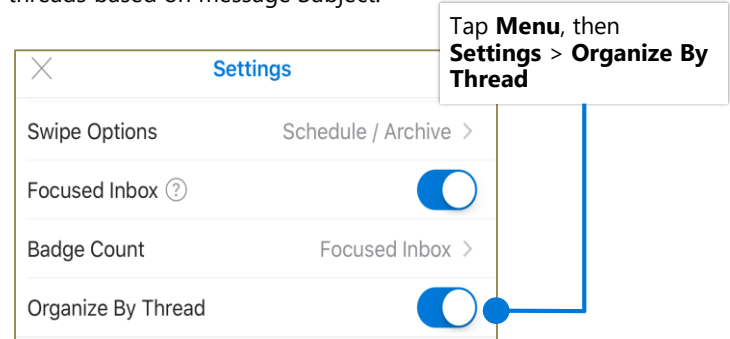 threads based on message Subject.
Tap Menu, then
Settings > Organize By
Thread
Settings
Swipe Options Schedule / Archive >
Focused Inbox ?
Badge Count Focused Inbox >
Organize By Thread